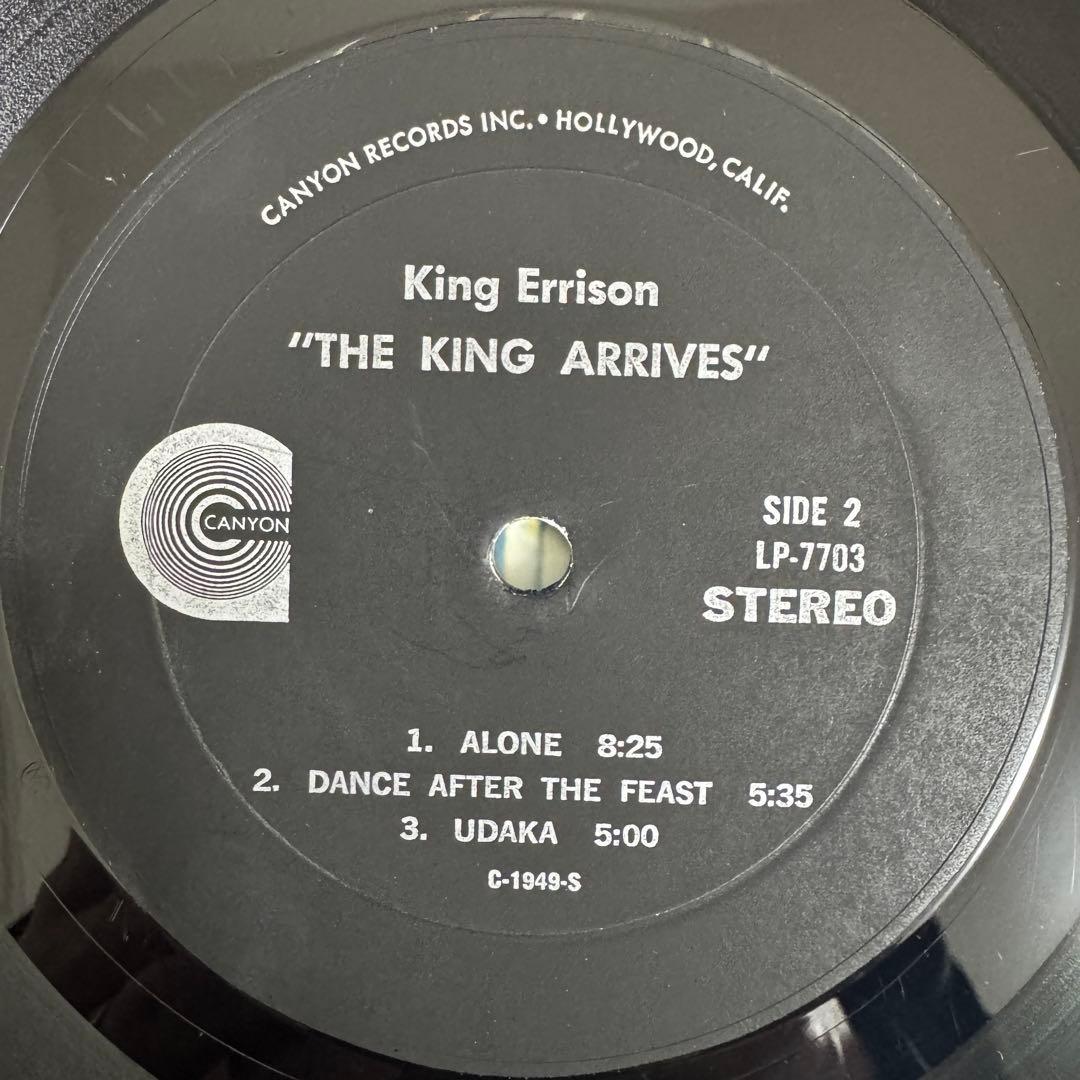 CANYON RECORDS INC. • HOLLYWOOD, CALIF.
King Errison
"THE KING ARRIVES"
CANYON
SIDE 2
LP-7703
STEREO
1. ALONE 8:25
2. DANCE AFTER THE FEAST 5:35
3. UDAKA 5:00
C-1949-S